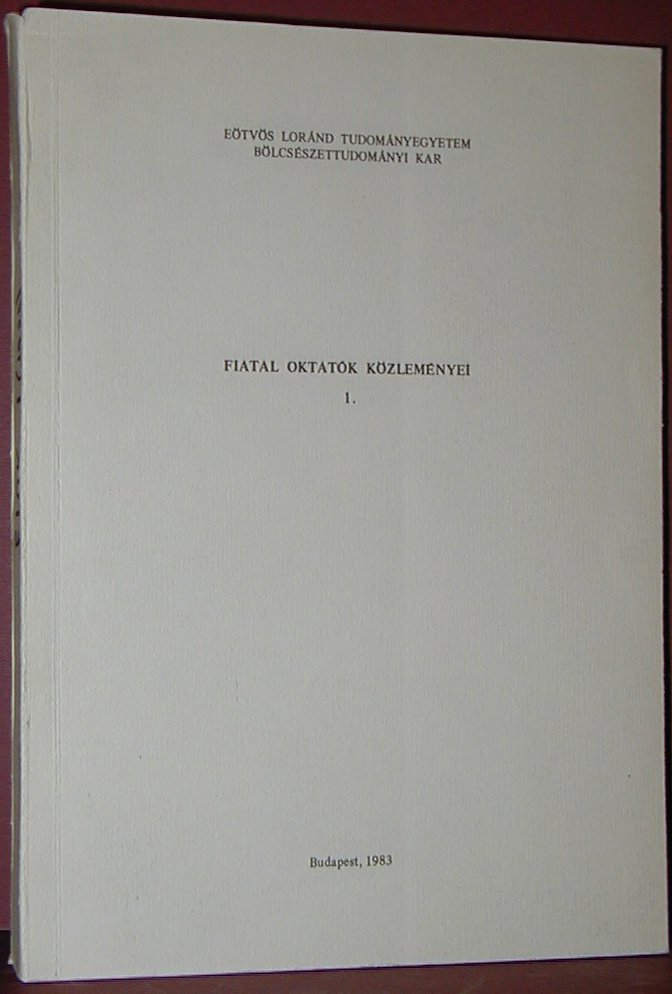 EÖTVÖS LORÁND TUDOMÁNYEGYETEM
BÖLCSÉSZETTUDOMÁNYI KAR
FIATAL OKTATÓK KÖZLEMÉNYEI
1.
Budapest, 1983